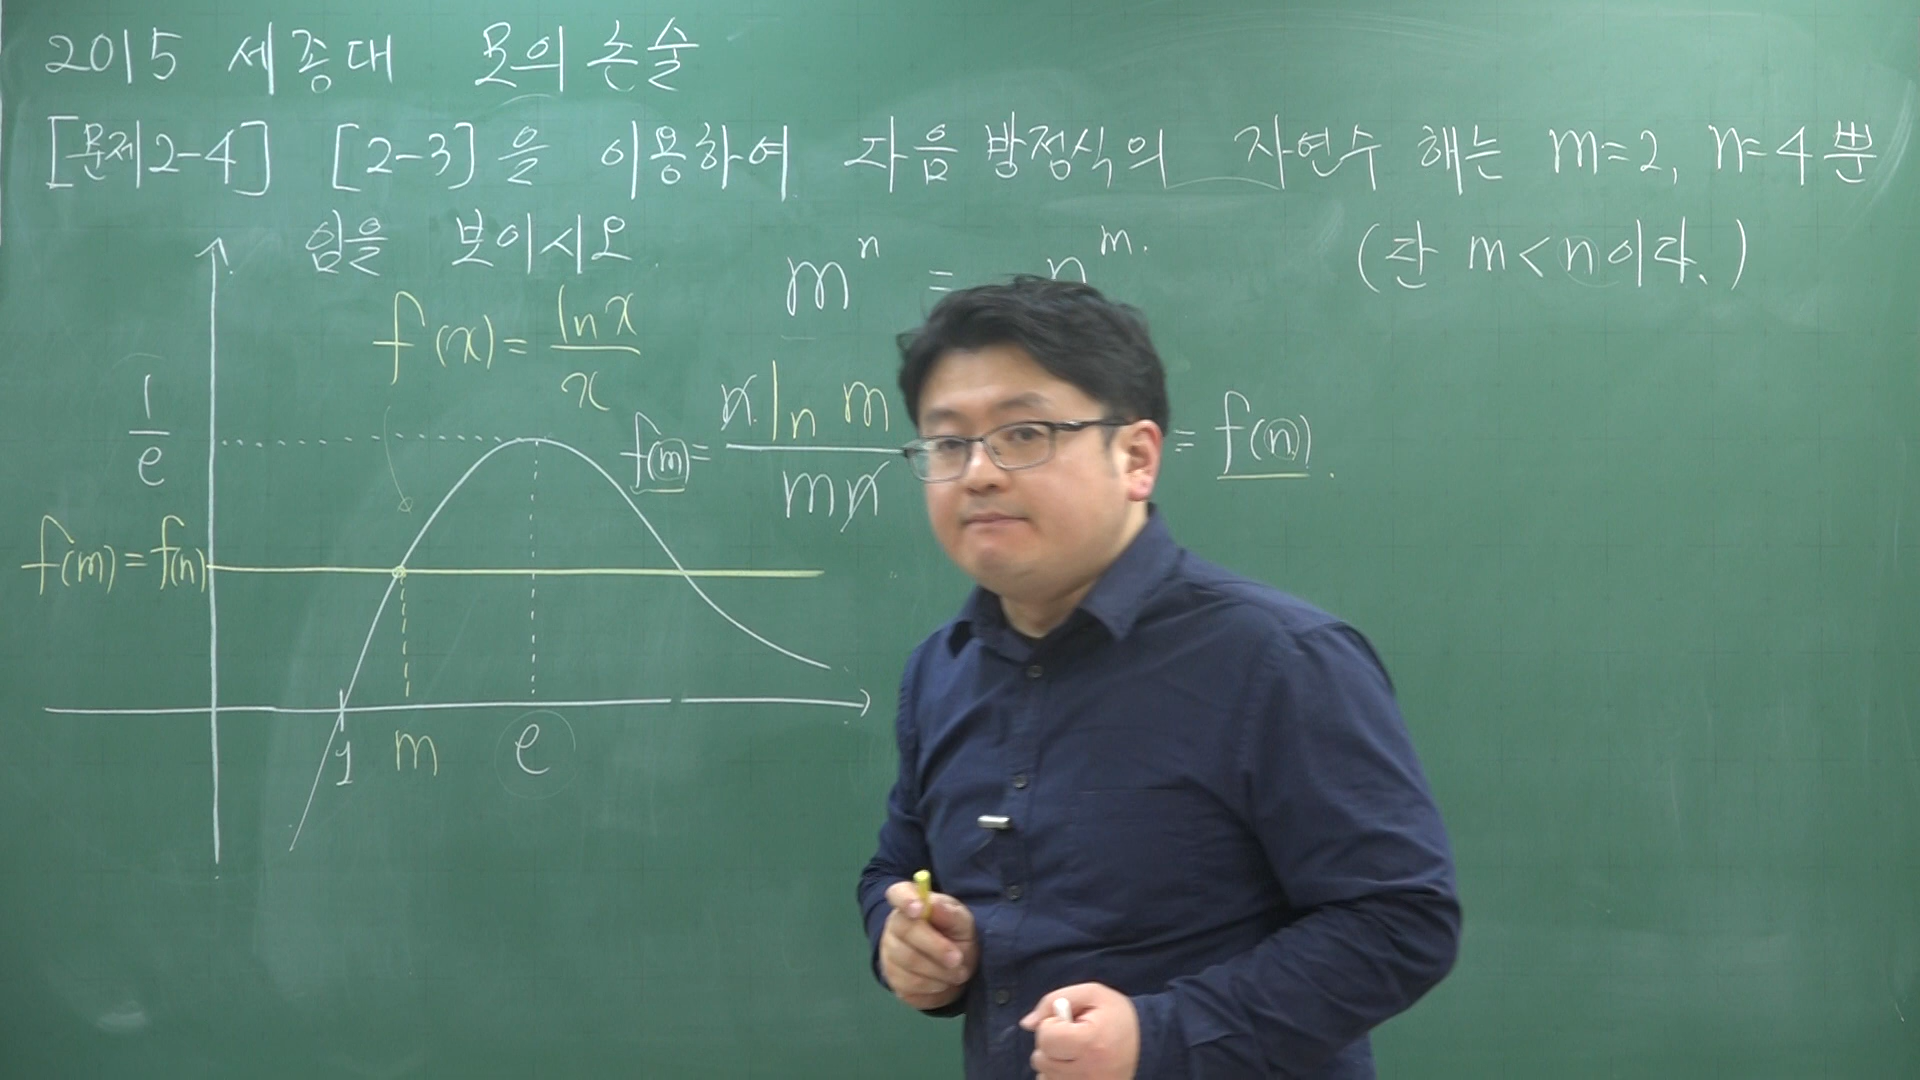 2015 세종대 모의논술
[문제2-4] [2-3]을 이용하여 다음 방정식의 자연수 해는 m=2, n=4뿐
임을 보이시오. mⁿ = nᵐ. (단 m<n이다.)
f(x) = ln x / x
1/e
f(m) = n ln m / mn = f(n).
f(m) = f(n)
1 m e